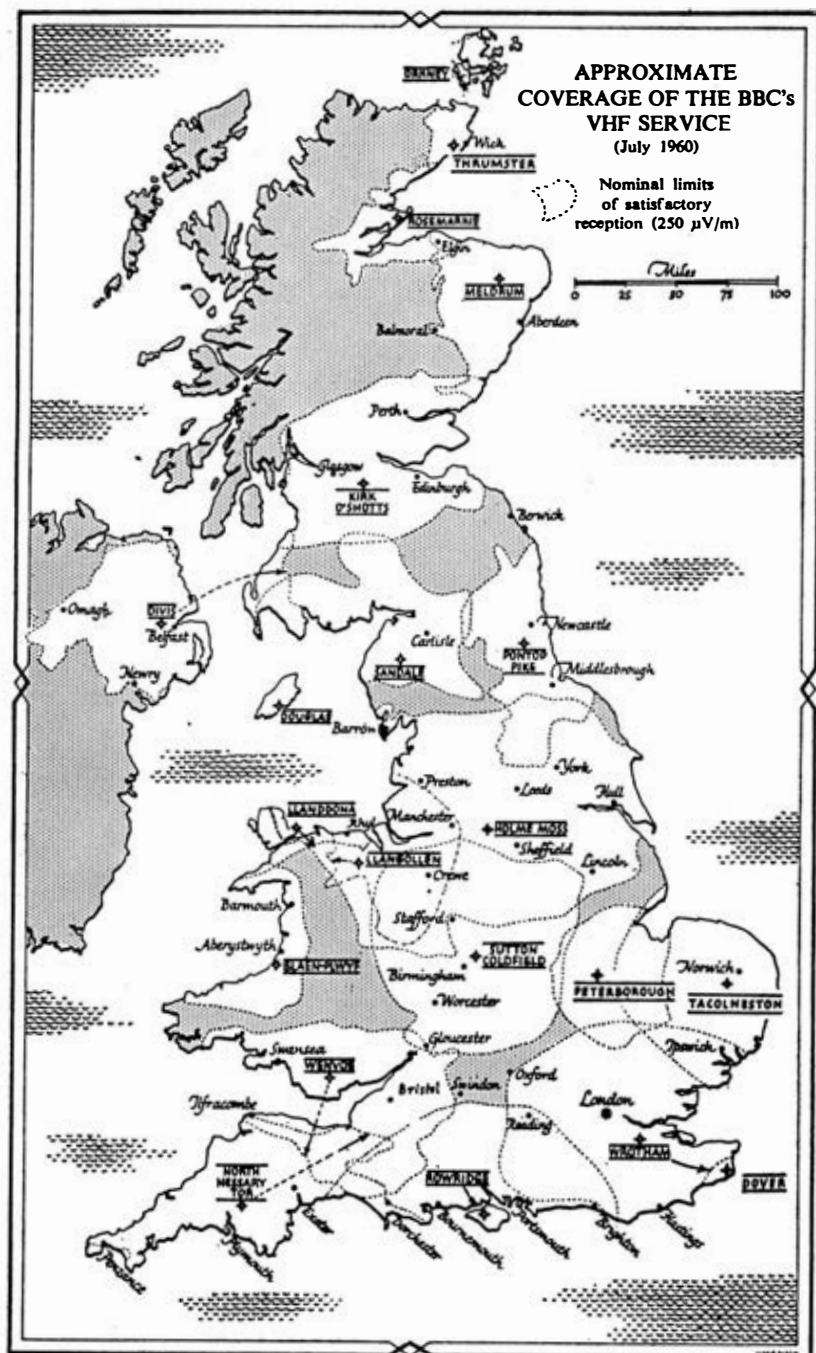 APPROXIMATE
COVERAGE OF THE BBC's
VHF SERVICE
(July 1960)
Nominal limits
of satisfactory
reception (250 µV/m)
Miles
0 25 50 75 100
ORKNEY
Wick
THRUMSTER
ROSEMARKIE
Elgin
MELDRUM
Balmoral
Aberdeen
Perth
Glasgow
Edinburgh
KIRK
O'SHOTTS
Berwick
Omagh
DIVIS
Belfast
Newry
Carlisle
SANDALE
Newcastle
PONTOP
PIKE
Middlesbrough
DOUGLAS
Barrow
York
Preston
Leeds
Hull
LLANDDONA
Rhyl
Manchester
HOLME MOSS
LLANGOLLEN
Sheffield
Crewe
Lincoln
Barmouth
Stafford
Aberystwyth
SUTTON
COLDFIELD
BLAEN-PLWYF
Birmingham
PETERBOROUGH
Norwich
TACOLNESTON
Worcester
Gloucester
Ipswich
Swansea
WENVOE
Oxford
Bristol
Swindon
London
Ilfracombe
Reading
WROTHAM
NORTH
HESSARY
TOR
ROWRIDGE
DOVER
Exeter
Penzance
Plymouth
Dorchester
Bournemouth
Portsmouth
Brighton
Hastings